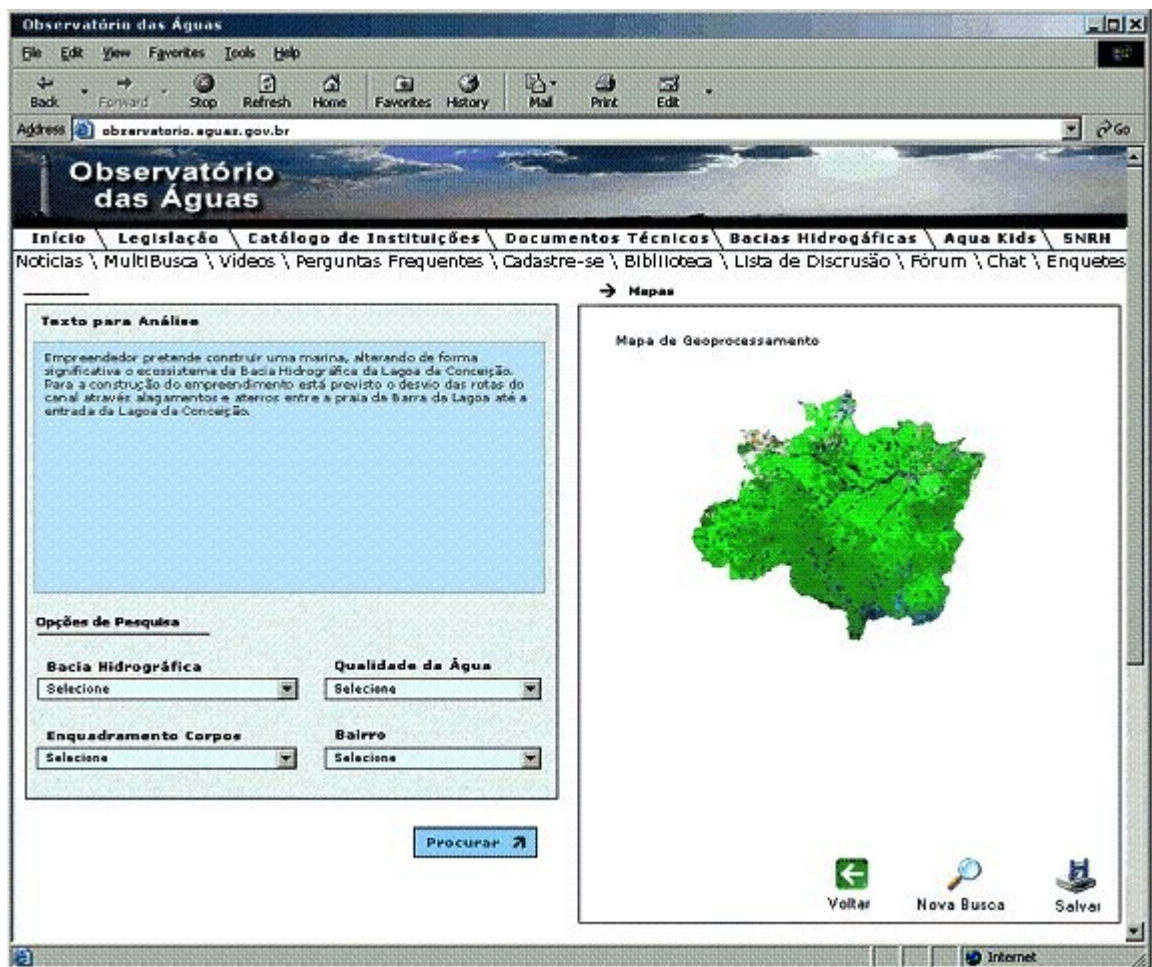 Observatório das Águas
File Edit View Favorites Tools Help
Back Forward Stop Refresh Home Favorites History Mail Print Edit
Address observatorio.aguas.gov.br Go
Observatório
das Águas
Início \ Legislação \ Catálogo de Instituições \ Documentos Técnicos \ Bacias Hidrogáficas \ Aqua Kids \ SNRH
Noticias \ MultiBusca \ Videos \ Perguntas Frequentes \ Cadastre-se \ Bibliioteca \ Lista de Discrusão \ Fórum \ Chat \ Enquetes
→ Mapas
Texto para Análise
Empreendedor pretende construir uma marina, alterando de forma
significativa o ecossistema da Bacia Hidrográfica da Lagoa da Conceição.
Para a construção do empreendimento está previsto o desvio das rotas do
canal através alagamentos e aterros entre a praia da Barra da Lagoa até a
entrada da Lagoa da Conceição.
Mapa de Geoprocessamento
Opções de Pesquisa
Bacia Hidrográfica Qualidade da Água
Selecione Selecione
Enquadramento Corpos Bairro
Selecione Selecione
Procurar
Voltar Nova Busca Salvar
Internet